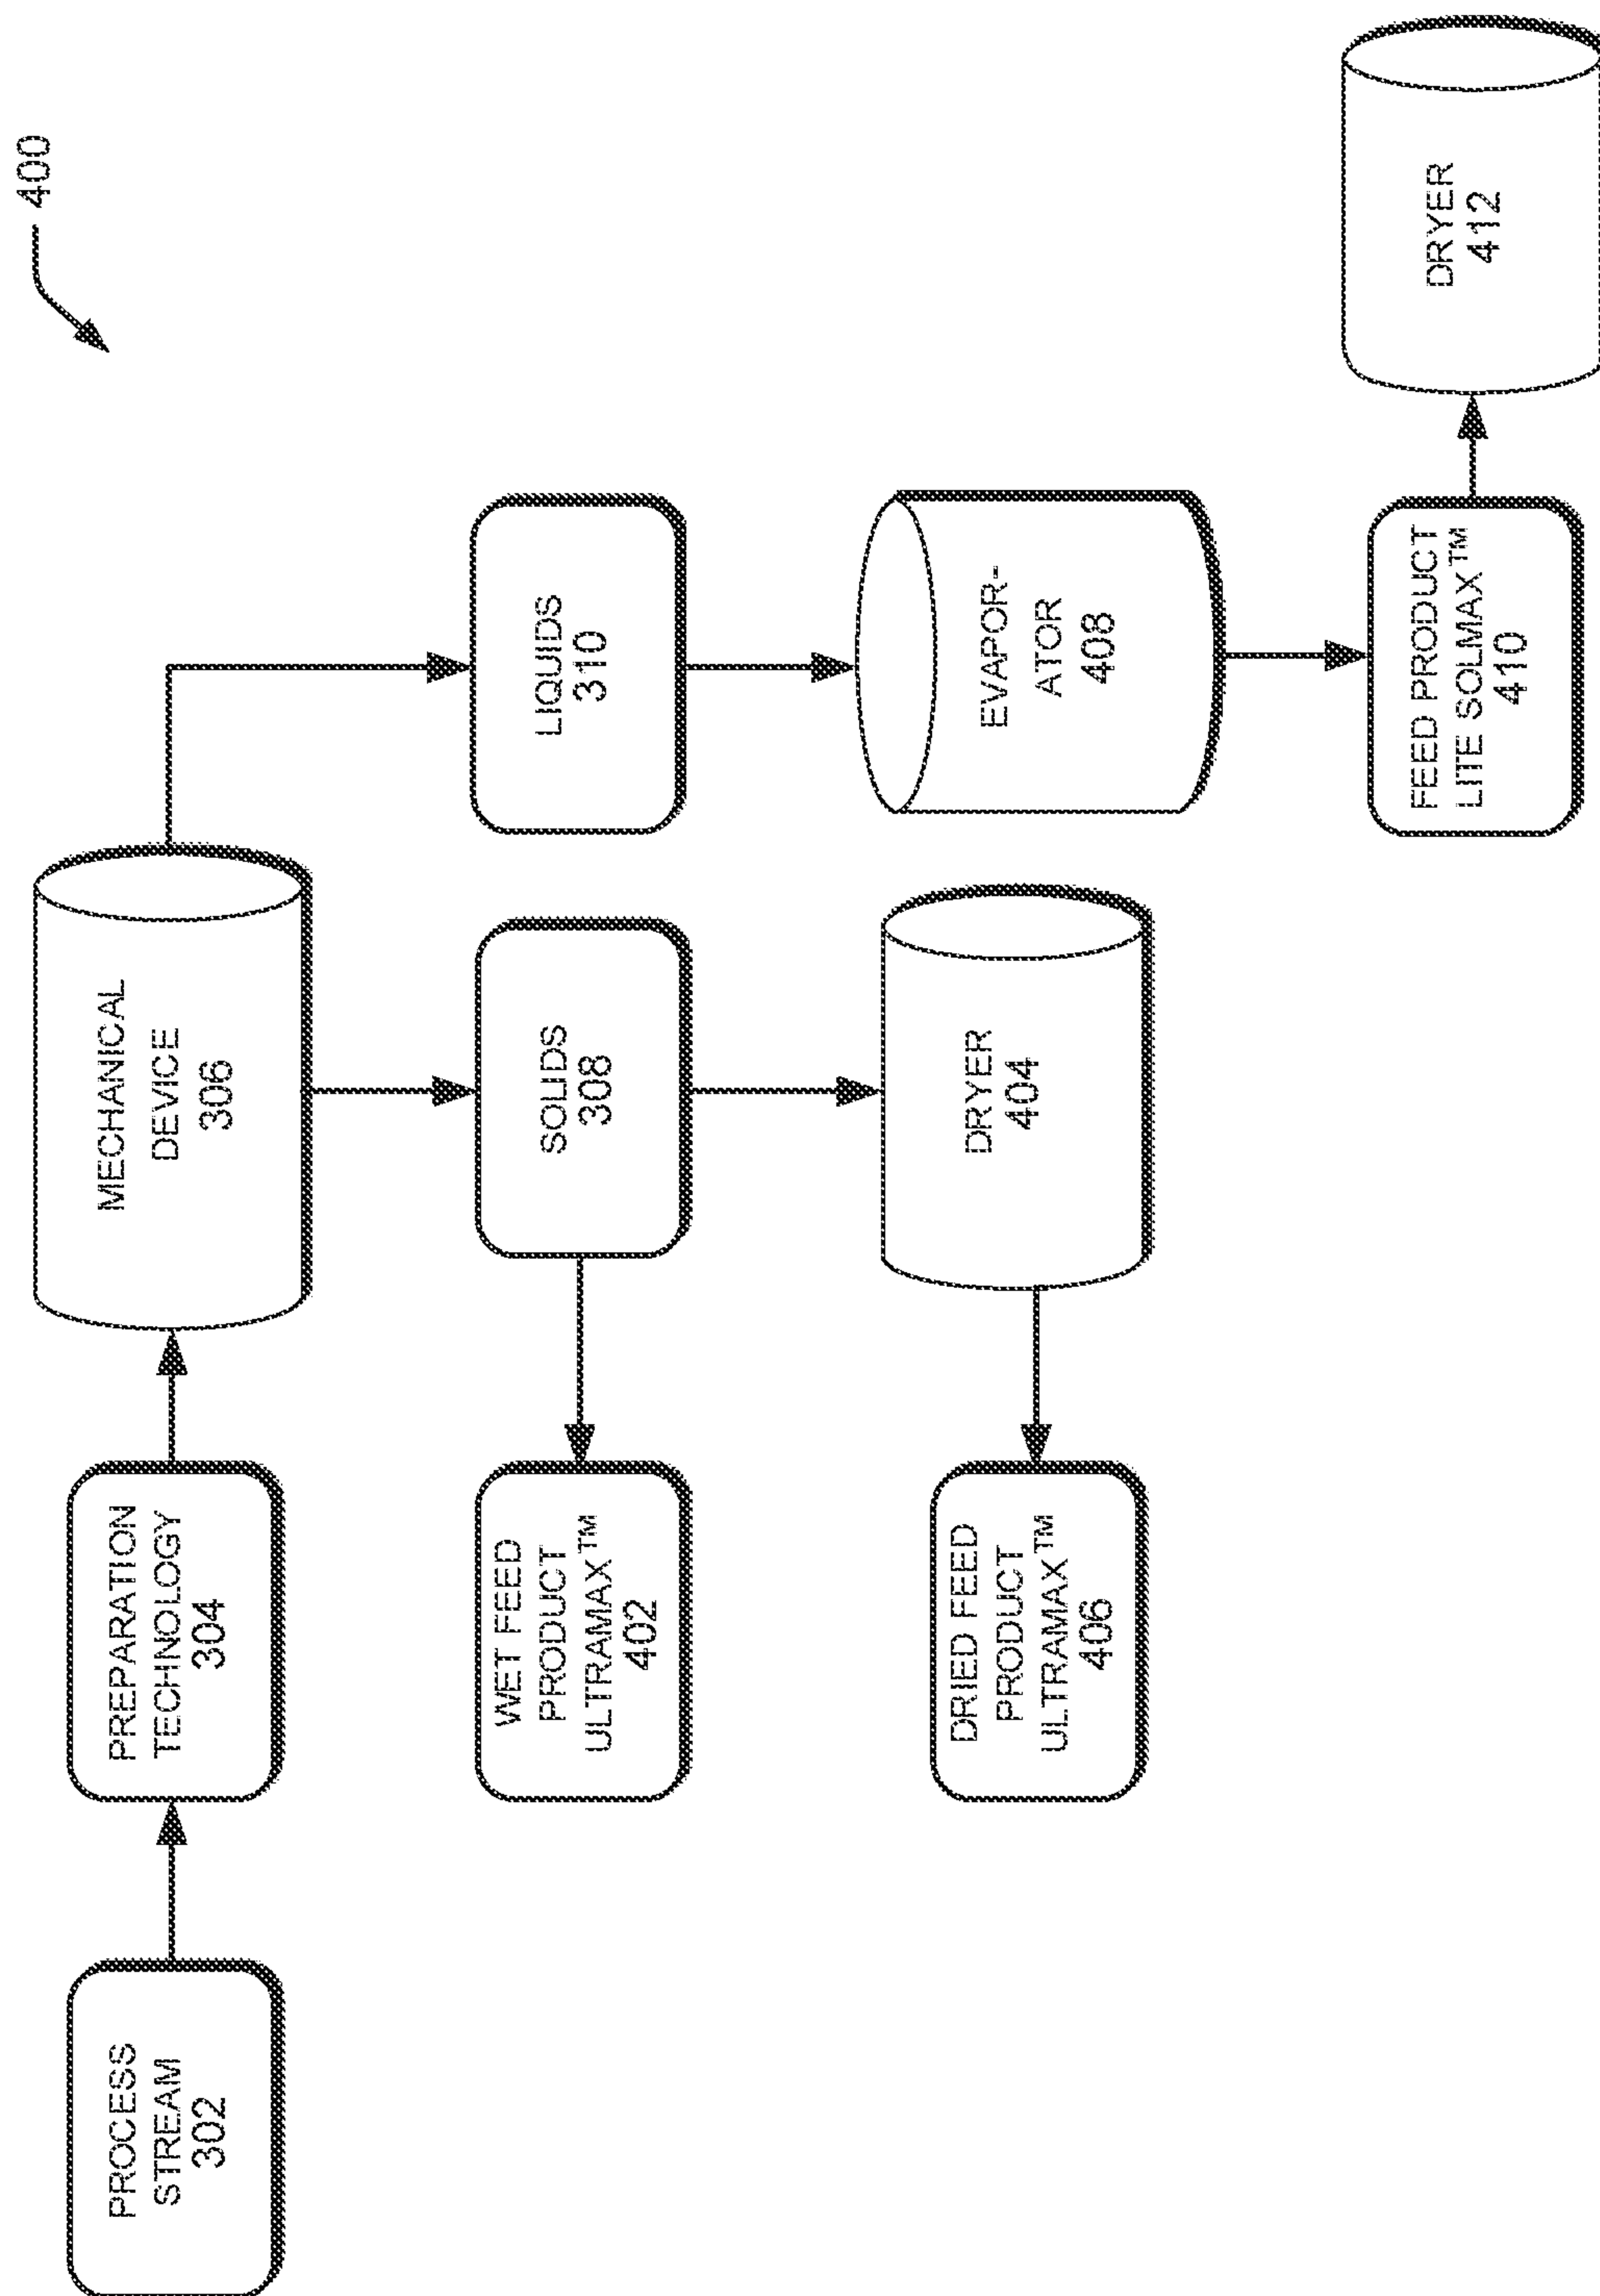 400
PROCESS
STREAM
302
PREPARATION
TECHNOLOGY
304
MECHANICAL
DEVICE
306
WET FEED
PRODUCT
ULTRAMAX™
402
SOLIDS
308
LIQUIDS
310
DRIED FEED
PRODUCT
ULTRAMAX™
406
DRYER
404
EVAPOR-
ATOR
408
FEED PRODUCT
LITE SOLMAX™
410
DRYER
412